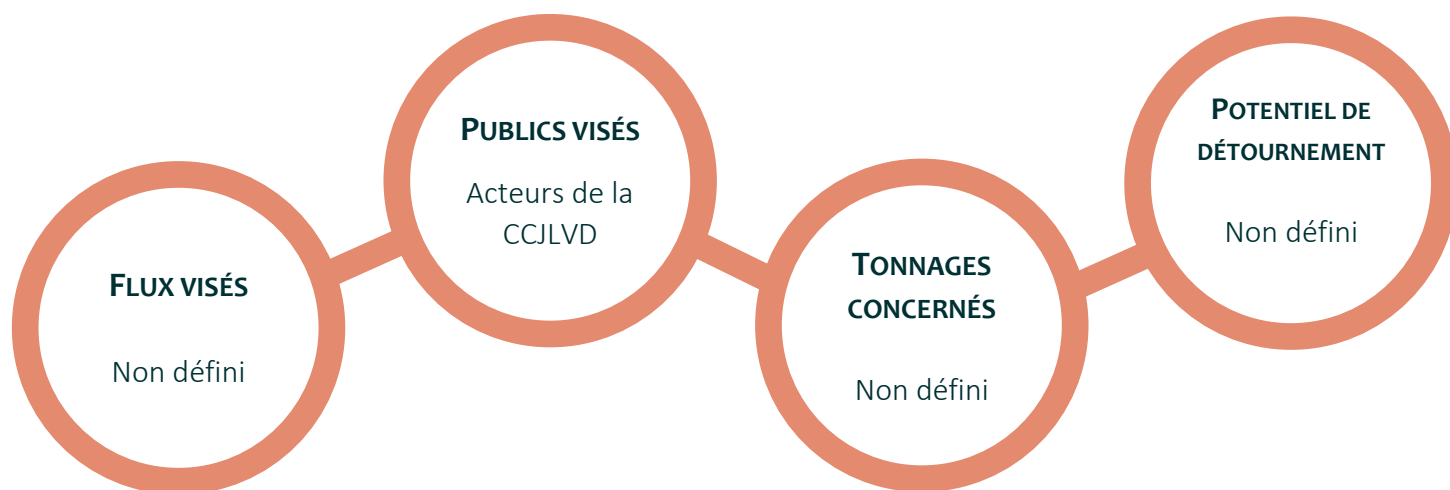 FLUX VISÉS
Non défini
PUBLICS VISÉS
Acteurs de la
CCJLVD
TONNAGES
CONCERNÉS
Non défini
POTENTIEL DE
DÉTOURNEMENT
Non défini